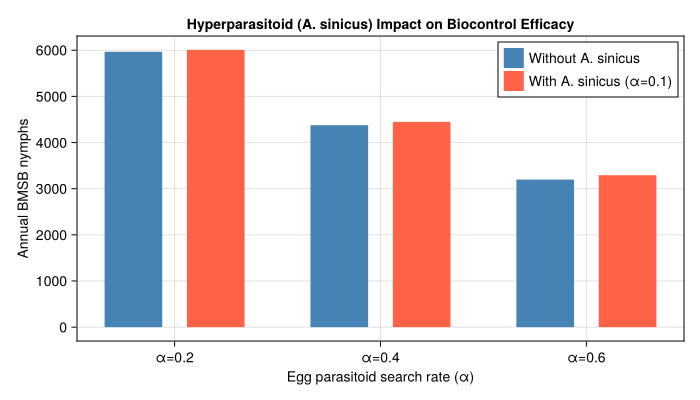 Hyperparasitoid (A. sinicus) Impact on Biocontrol Efficacy
Without A. sinicus
With A. sinicus (α=0.1)
Annual BMSB nymphs
6000
5000
4000
3000
2000
1000
0
α=0.2
α=0.4
α=0.6
Egg parasitoid search rate (α)